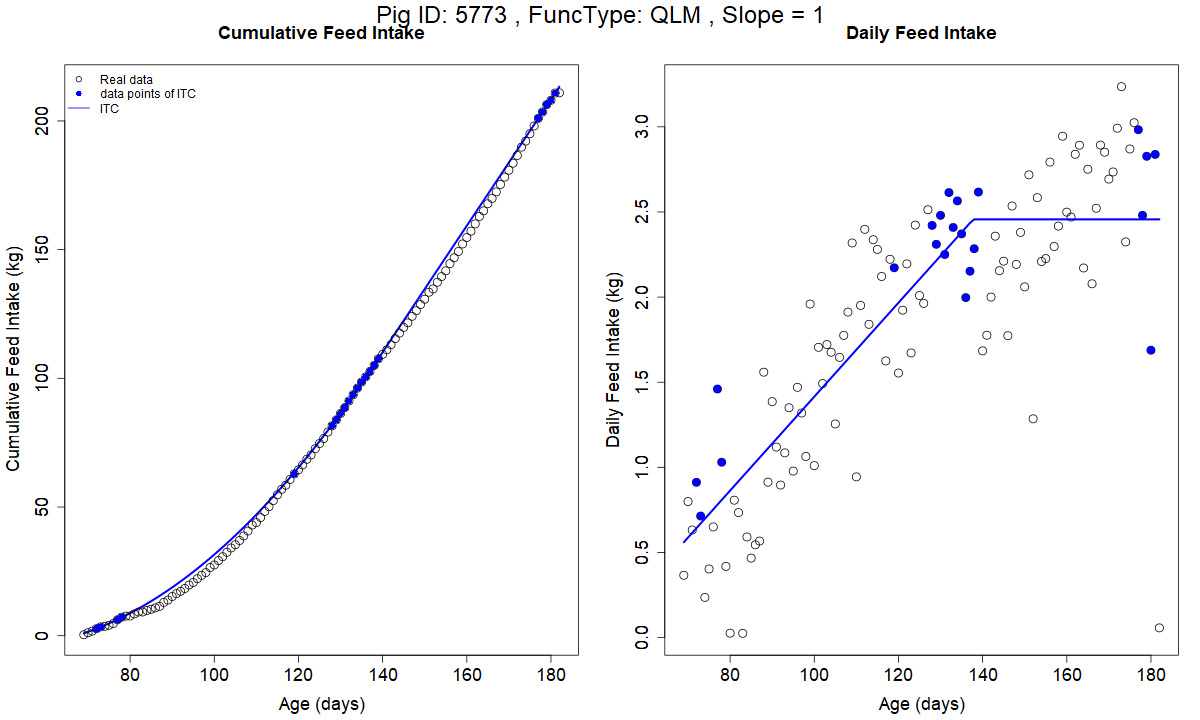 Pig ID: 5773 , FuncType: QLM , Slope = 1
Cumulative Feed Intake
Daily Feed Intake
Real data
data points of ITC
ITC
Cumulative Feed Intake (kg)
0
50
100
150
200
80
100
120
140
160
180
Age (days)
Daily Feed Intake (kg)
0.0
0.5
1.0
1.5
2.0
2.5
3.0
80
100
120
140
160
180
Age (days)